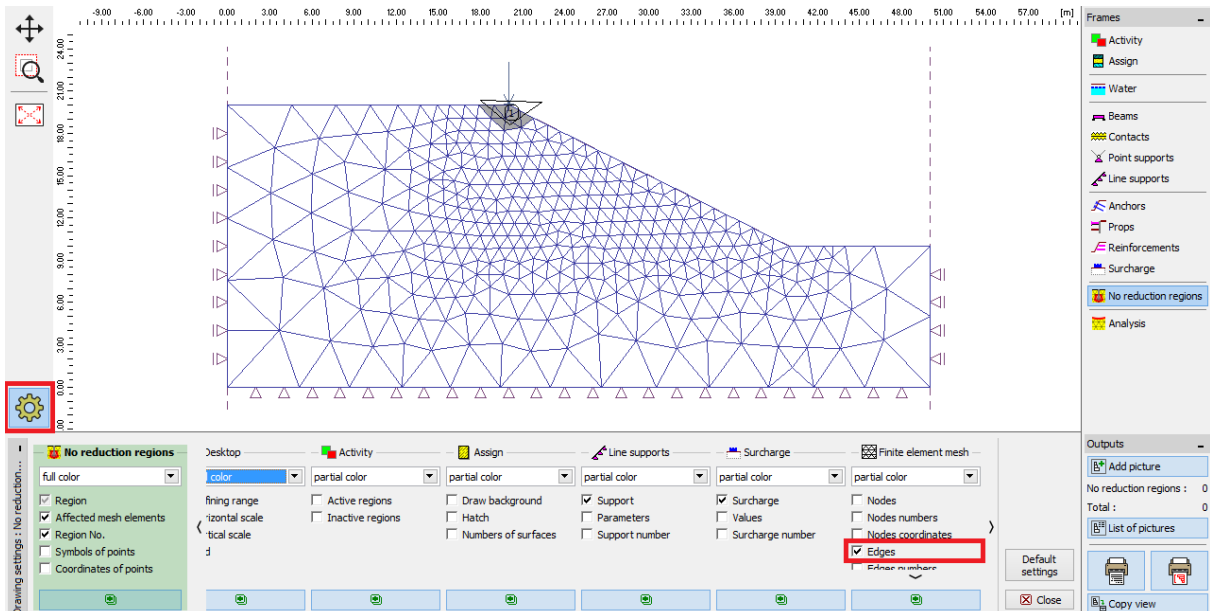 -9.00 -6.00 -3.00 0.00 3.00 6.00 9.00 12.00 15.00 18.00 21.00 24.00 27.00 30.00 33.00 36.00 39.00 42.00 45.00 48.00 51.00 54.00 57.00 [m]
24.00
21.00
18.00
15.00
12.00
9.00
6.00
3.00
0.00
1
Frames
Activity
Assign
Water
Beams
Contacts
Point supports
Line supports
Anchors
Props
Reinforcements
Surcharge
No reduction regions
Analysis
Drawing settings : No reduction...
No reduction regions
full color
Region
Affected mesh elements
Region No.
Symbols of points
Coordinates of points
Desktop
color
fining range
rizontal scale
rtical scale
d
Activity
partial color
Active regions
Inactive regions
Assign
partial color
Draw background
Hatch
Numbers of surfaces
Line supports
partial color
Support
Parameters
Support number
Surcharge
partial color
Surcharge
Values
Surcharge number
Finite element mesh
partial color
Nodes
Nodes numbers
Nodes coordinates
Edges
Edges numbers
Default
settings
Close
Outputs
Add picture
No reduction regions : 0
Total : 0
List of pictures
Copy view